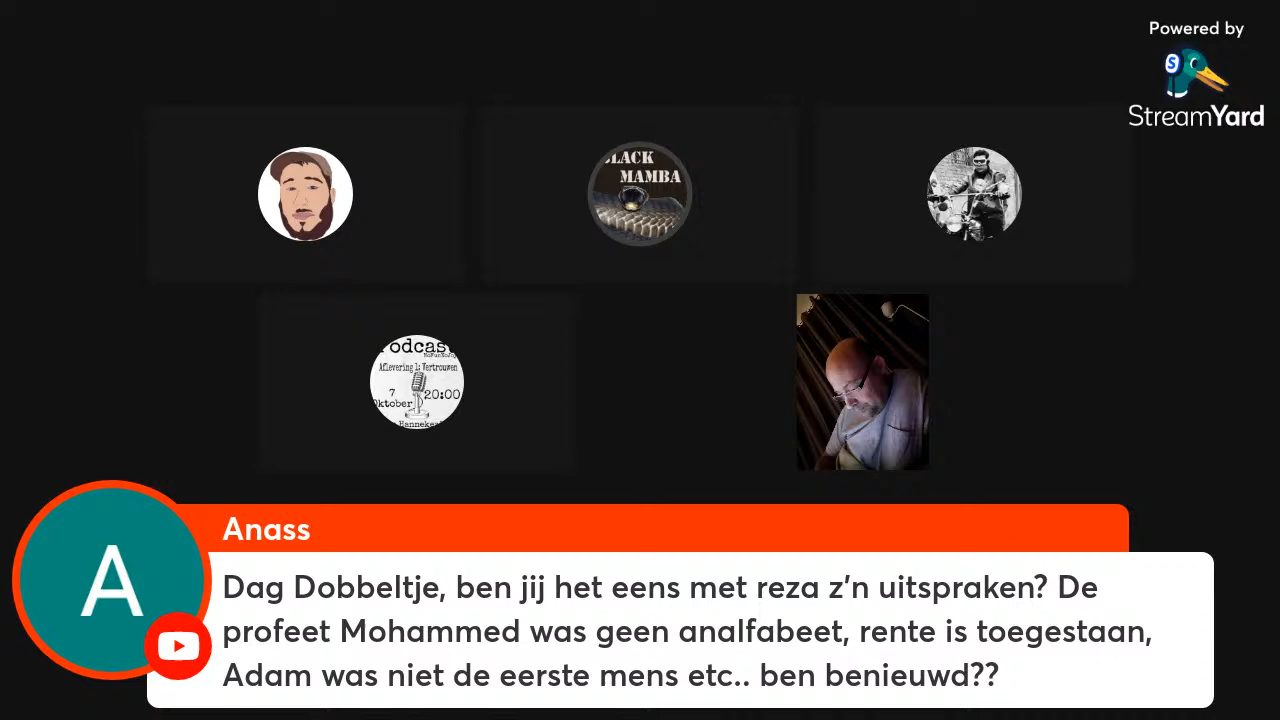 Powered by
StreamYard
LACK
MAMBA
Podcast
Aflevering 1: Vertrouwen
7
20:00
Oktober
Anass
Dag Dobbeltje, ben jij het eens met reza z'n uitspraken? De
profeet Mohammed was geen analfabeet, rente is toegestaan,
Adam was niet de eerste mens etc.. ben benieuwd??
A